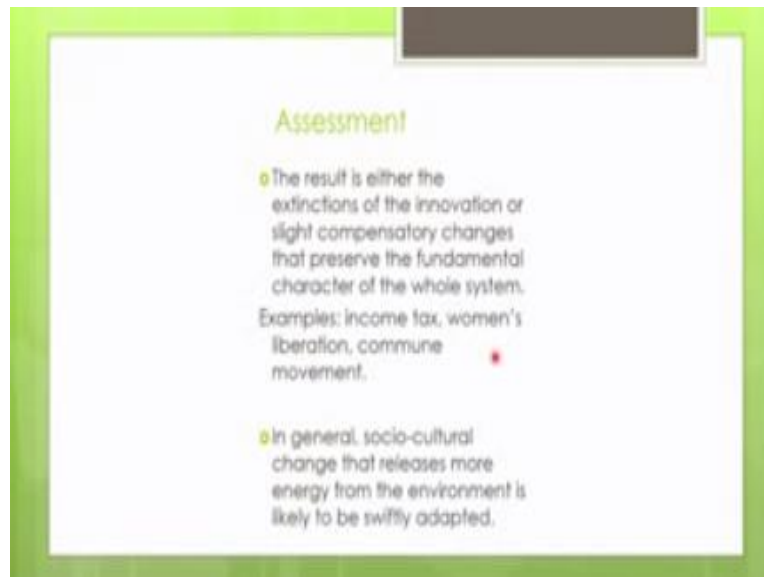 Assessment
The result is either the
extinctions of the innovation or
slight compensatory changes
that preserve the fundamental
character of the whole system.
Examples: income tax, women's
liberation, commune
movement.
In general, socio-cultural
change that releases more
energy from the environment is
likely to be swiftly adapted.